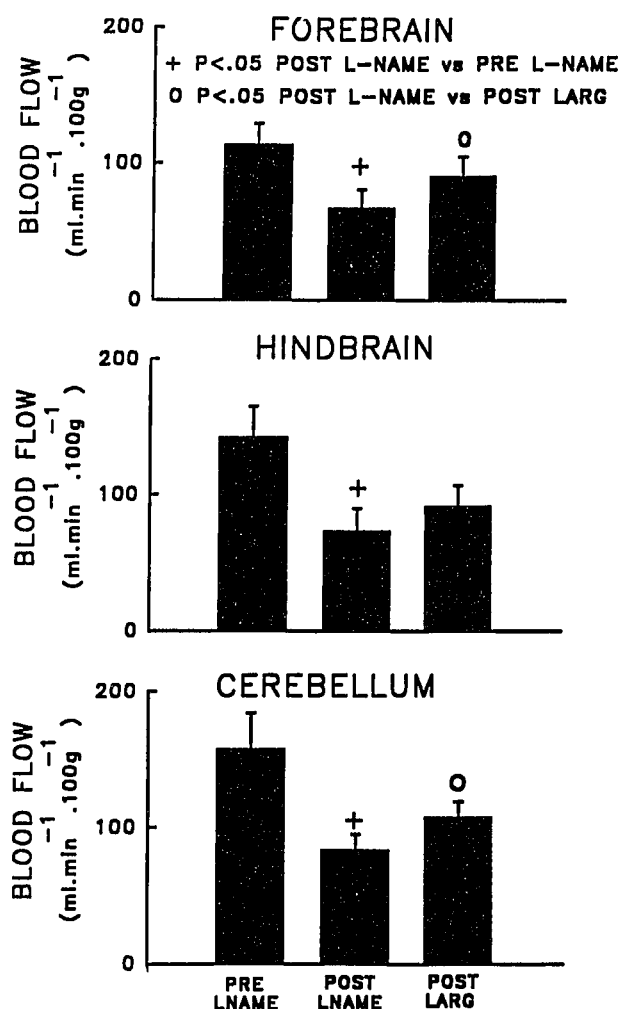 FOREBRAIN
+ P<.05 POST L-NAME vs PRE L-NAME
o P<.05 POST L-NAME vs POST LARG
BLOOD FLOW
(ml.min⁻¹ .100g⁻¹)
200
100
0
+
o
HINDBRAIN
BLOOD FLOW
(ml.min⁻¹ .100g⁻¹)
200
100
0
+
CEREBELLUM
BLOOD FLOW
(ml.min⁻¹ .100g⁻¹)
200
100
0
+
o
PRE
LNAME
POST
LNAME
POST
LARG